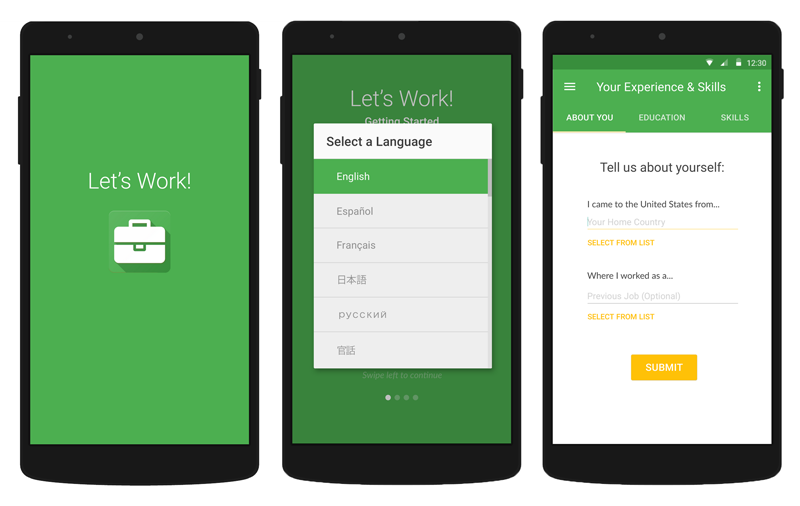 Let's Work!
Let's Work!
Getting Started
Select a Language
English
Español
Français
日本語
русский
官話
Swipe left to continue
12:30
Your Experience & Skills
ABOUT YOU
EDUCATION
SKILLS
Tell us about yourself:
I came to the United States from...
Your Home Country
SELECT FROM LIST
Where I worked as a...
Previous Job (Optional)
SELECT FROM LIST
SUBMIT